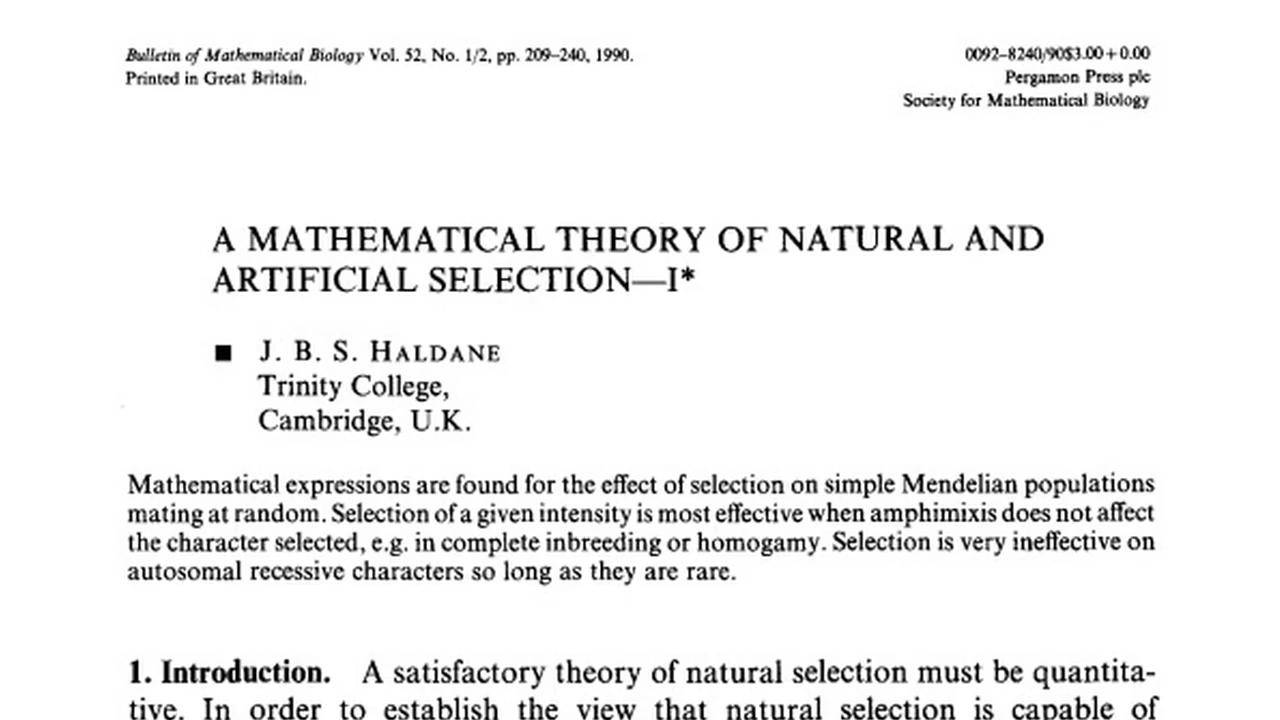 Bulletin of Mathematical Biology Vol. 52, No. 1/2, pp. 209–240, 1990.
Printed in Great Britain.
0092–8240/90$3.00+0.00
Pergamon Press plc
Society for Mathematical Biology
A MATHEMATICAL THEORY OF NATURAL AND
ARTIFICIAL SELECTION—I*
■ J. B. S. HALDANE
Trinity College,
Cambridge, U.K.
Mathematical expressions are found for the effect of selection on simple Mendelian populations
mating at random. Selection of a given intensity is most effective when amphimixis does not affect
the character selected, e.g. in complete inbreeding or homogamy. Selection is very ineffective on
autosomal recessive characters so long as they are rare.
1. Introduction. A satisfactory theory of natural selection must be quantita-
tive. In order to establish the view that natural selection is capable of